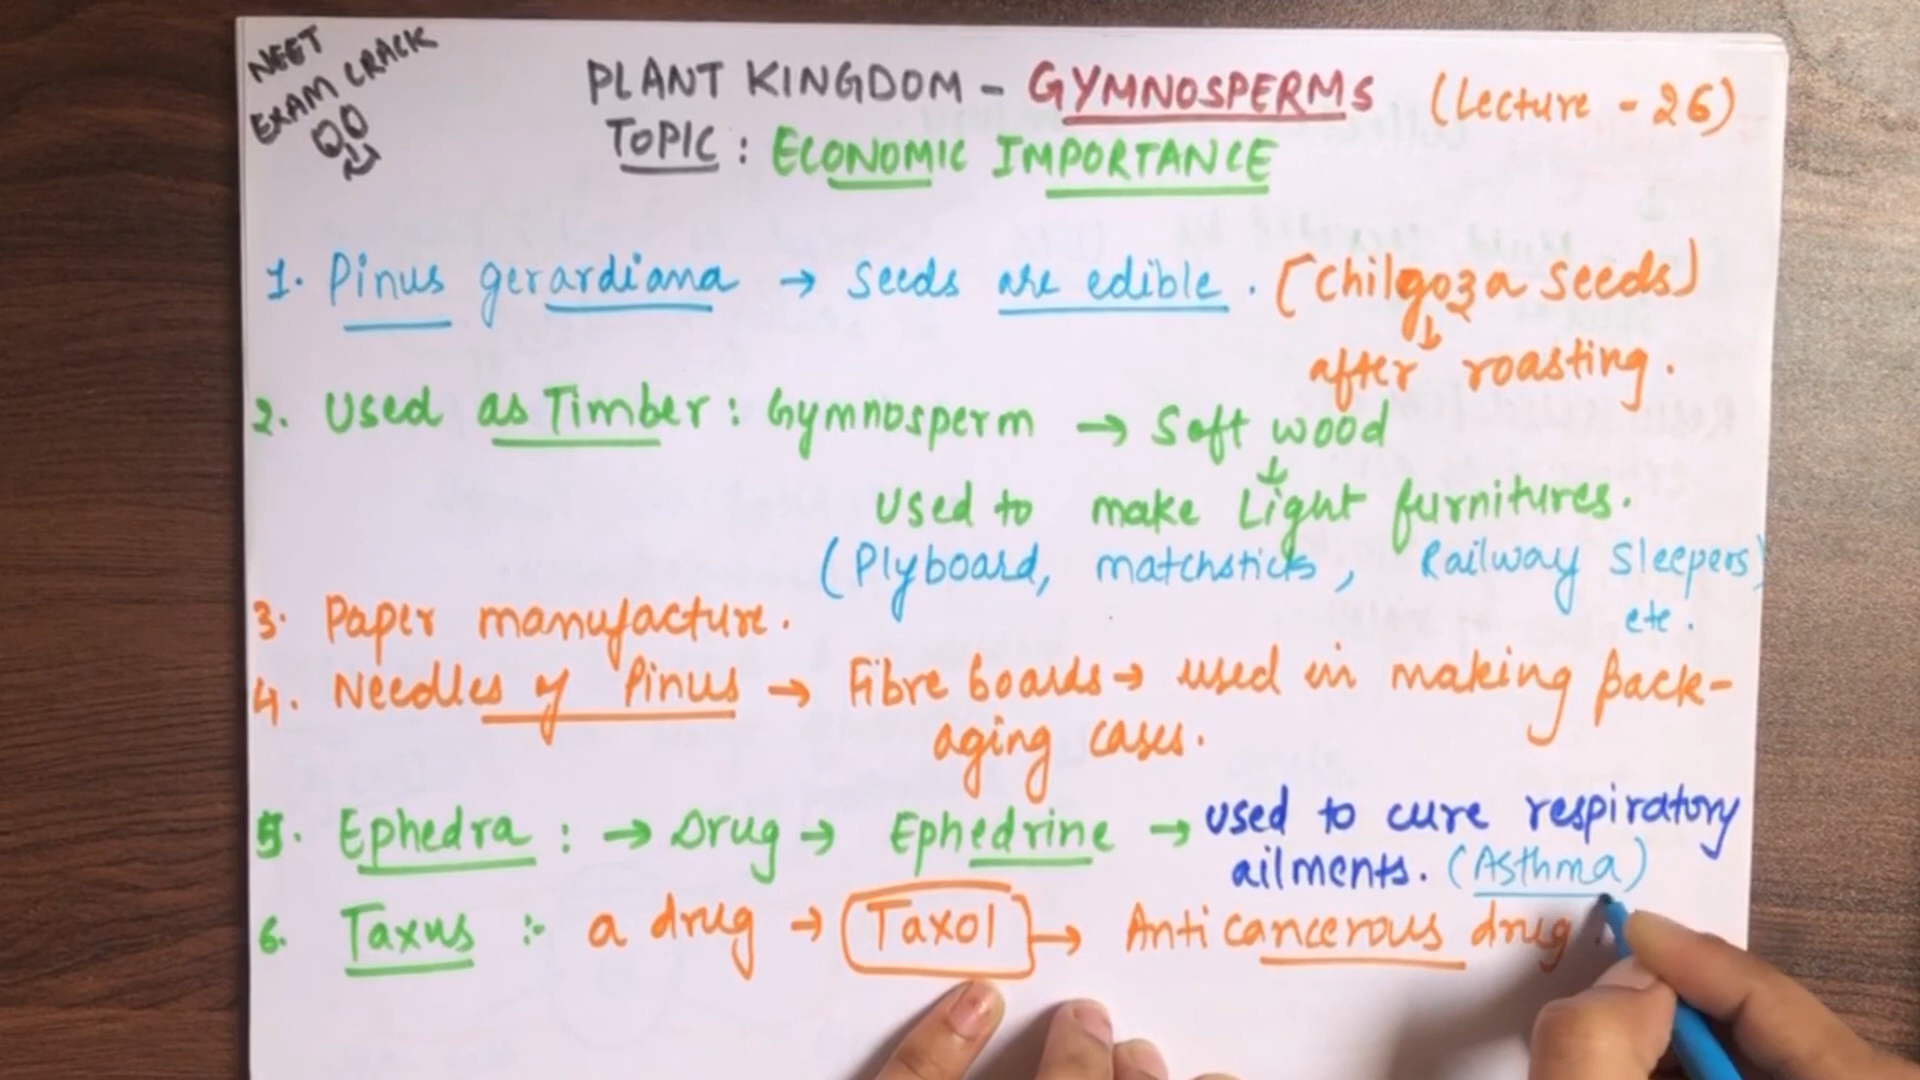 NEET
EXAM CRACK
PLANT KINGDOM - GYMNOSPERMS (Lecture - 26)
TOPIC : ECONOMIC IMPORTANCE
1. Pinus gerardiana → Seeds are edible. (Chilgoza Seeds)
↓
after roasting.
2. Used as Timber : Gymnosperm → Soft wood
↓
Used to make Light furnitures.
(Plyboard, matchsticks, Railway Sleepers)
etc.
3. Paper manufacture.
4. Needles of Pinus → Fibre boards → used in making pack-
aging cases.
5. Ephedra : → Drug → Ephedrine → used to cure respiratory
ailments. (Asthma)
6. Taxus :- a drug → Taxol → Anti cancerous drug.